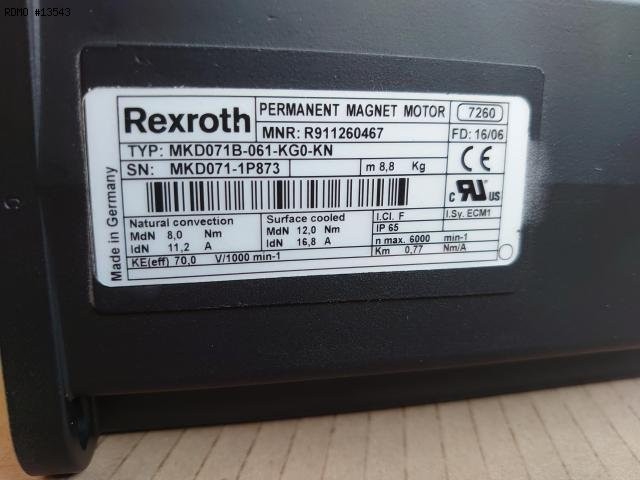 RDMO #13543
Rexroth
PERMANENT MAGNET MOTOR
7260
MNR: R911260467
FD: 16/06
TYP: MKD071B-061-KG0-KN
SN: MKD071-1P873
m 8,8 Kg
CE
c RU US
Natural convection
MdN 8,0 Nm
IdN 11,2 A
Surface cooled
MdN 12,0 Nm
IdN 16,8 A
I.Cl. F
I.Sy. ECM1
IP 65
n max. 6000 min-1
KE(eff) 70,0 V/1000 min-1
Km 0,77 Nm/A
Made in Germany